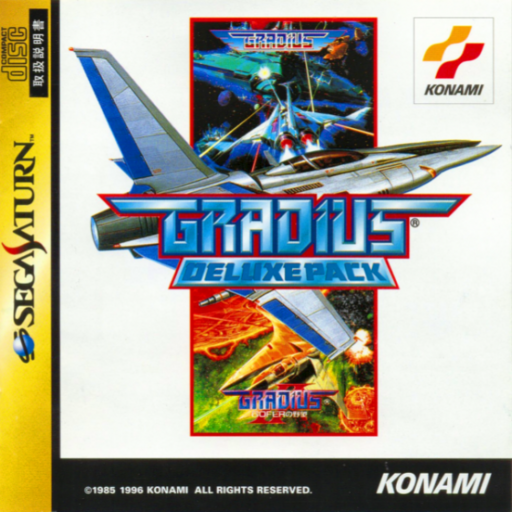 COMPACT
disc
取扱説明書
SEGA SATURN™
GRADIUS
KONAMI
GRADIUS®
DELUXE PACK
GRADIUS
II
GOFERの野望
©1985 1996 KONAMI ALL RIGHTS RESERVED.
KONAMI